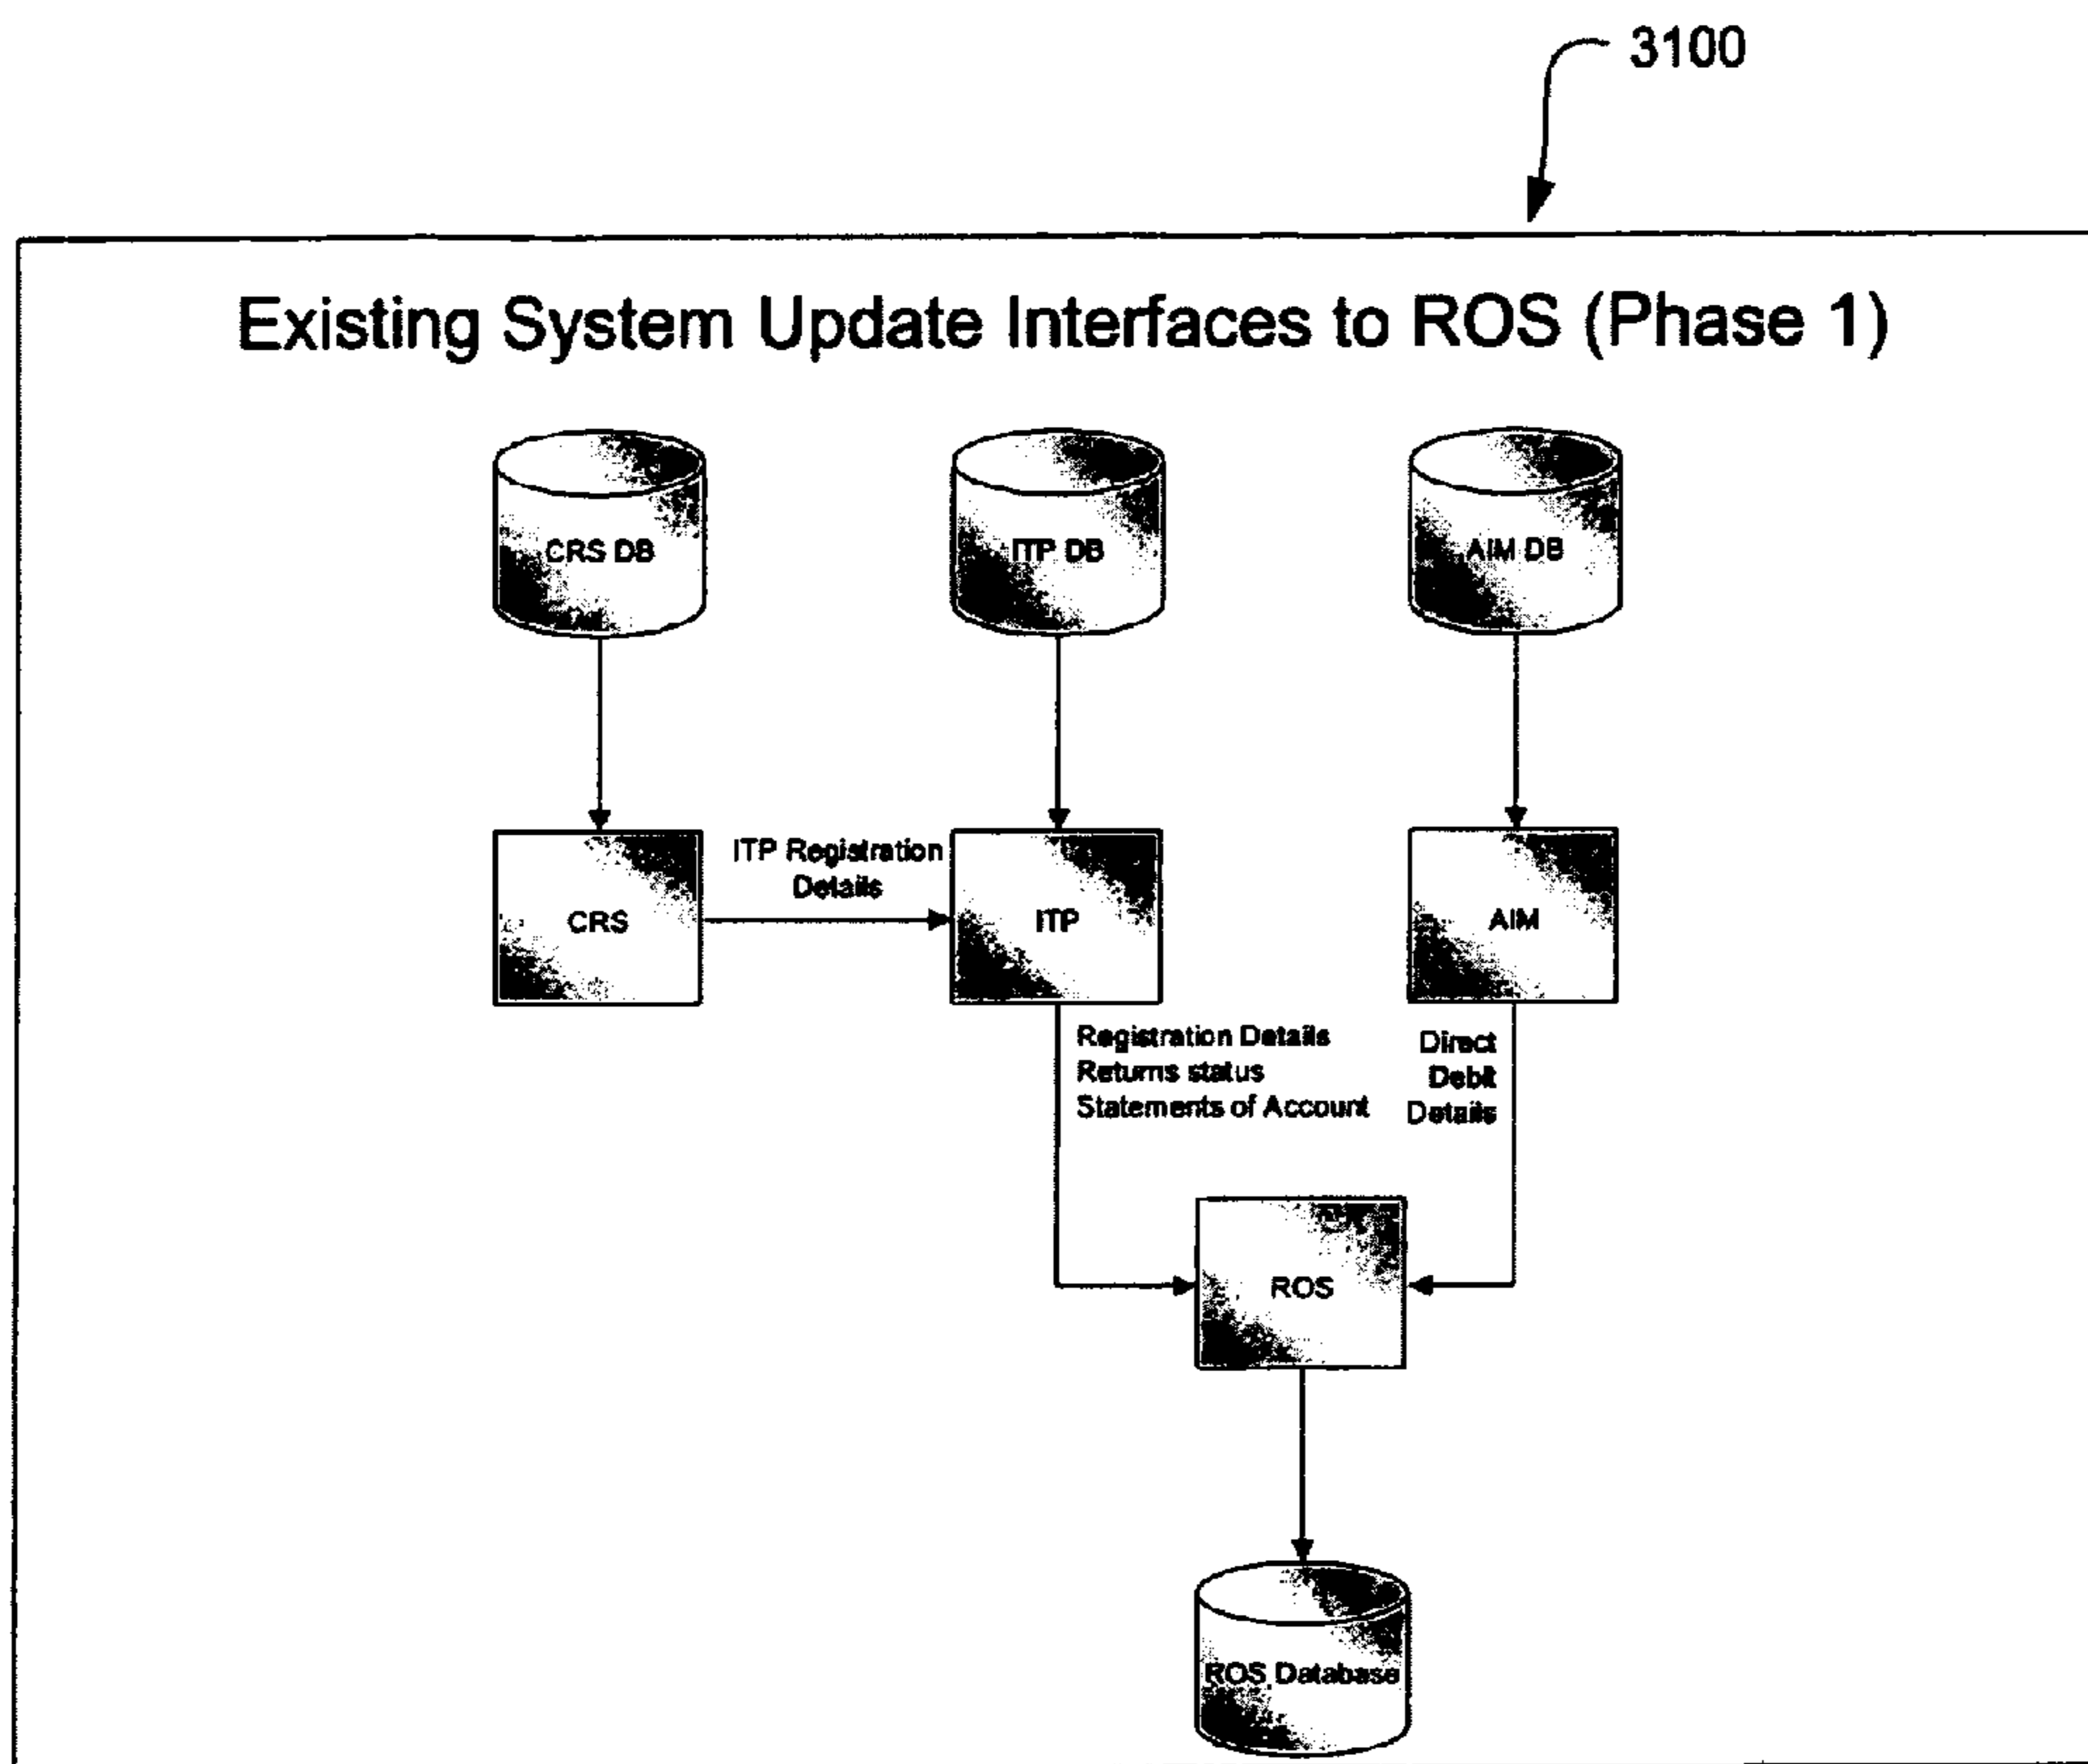 3100
Existing System Update Interfaces to ROS (Phase 1)
CRS DB
ITP DB
AIM DB
CRS
ITP Registration
Details
ITP
AIM
Registration Details
Returns status
Statements of Account
Direct
Debit
Details
ROS
ROS Database